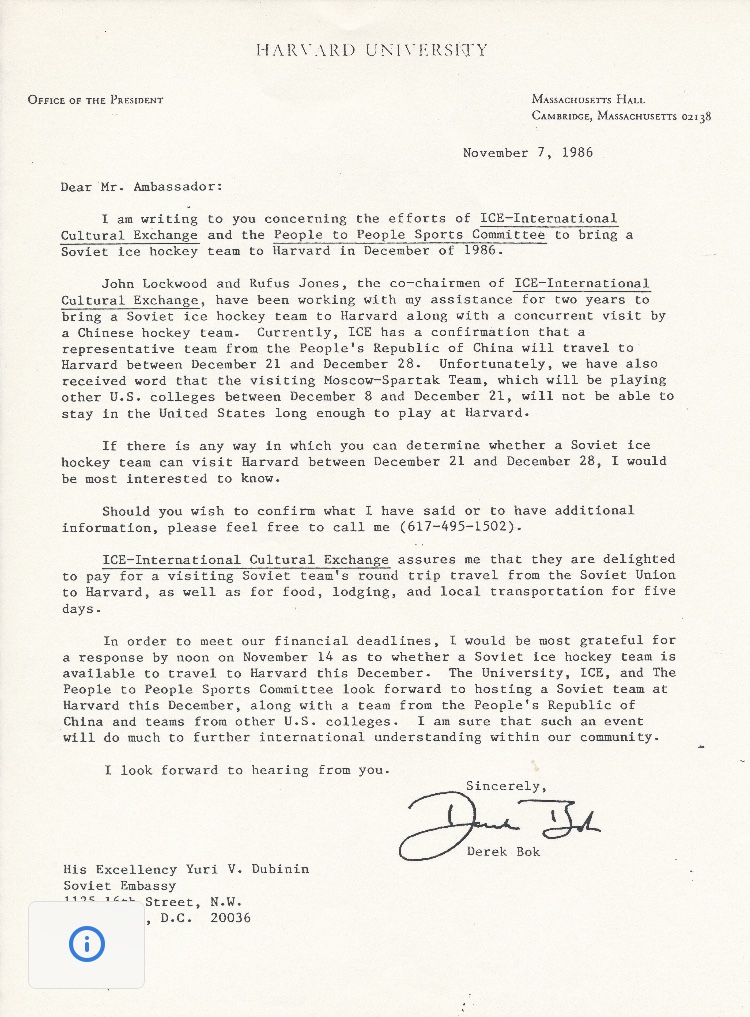 HARVARD UNIVERSITY
OFFICE OF THE PRESIDENT
MASSACHUSETTS HALL
CAMBRIDGE, MASSACHUSETTS 02138
November 7, 1986
Dear Mr. Ambassador:
I am writing to you concerning the efforts of ICE-International
Cultural Exchange and the People to People Sports Committee to bring a
Soviet ice hockey team to Harvard in December of 1986.
John Lockwood and Rufus Jones, the co-chairmen of ICE-International
Cultural Exchange, have been working with my assistance for two years to
bring a Soviet ice hockey team to Harvard along with a concurrent visit by
a Chinese hockey team. Currently, ICE has a confirmation that a
representative team from the People's Republic of China will travel to
Harvard between December 21 and December 28. Unfortunately, we have also
received word that the visiting Moscow-Spartak Team, which will be playing
other U.S. colleges between December 8 and December 21, will not be able to
stay in the United States long enough to play at Harvard.
If there is any way in which you can determine whether a Soviet ice
hockey team can visit Harvard between December 21 and December 28, I would
be most interested to know.
Should you wish to confirm what I have said or to have additional
information, please feel free to call me (617-495-1502).
ICE-International Cultural Exchange assures me that they are delighted
to pay for a visiting Soviet team's round trip travel from the Soviet Union
to Harvard, as well as for food, lodging, and local transportation for five
days.
In order to meet our financial deadlines, I would be most grateful for
a response by noon on November 14 as to whether a Soviet ice hockey team is
available to travel to Harvard this December. The University, ICE, and The
People to People Sports Committee look forward to hosting a Soviet team at
Harvard this December, along with a team from the People's Republic of
China and teams from other U.S. colleges. I am sure that such an event
will do much to further international understanding within our community.
I look forward to hearing from you.
Sincerely,
Derek Bok
Derek Bok
His Excellency Yuri V. Dubinin
Soviet Embassy
1125 16th Street, N.W.
, D.C. 20036